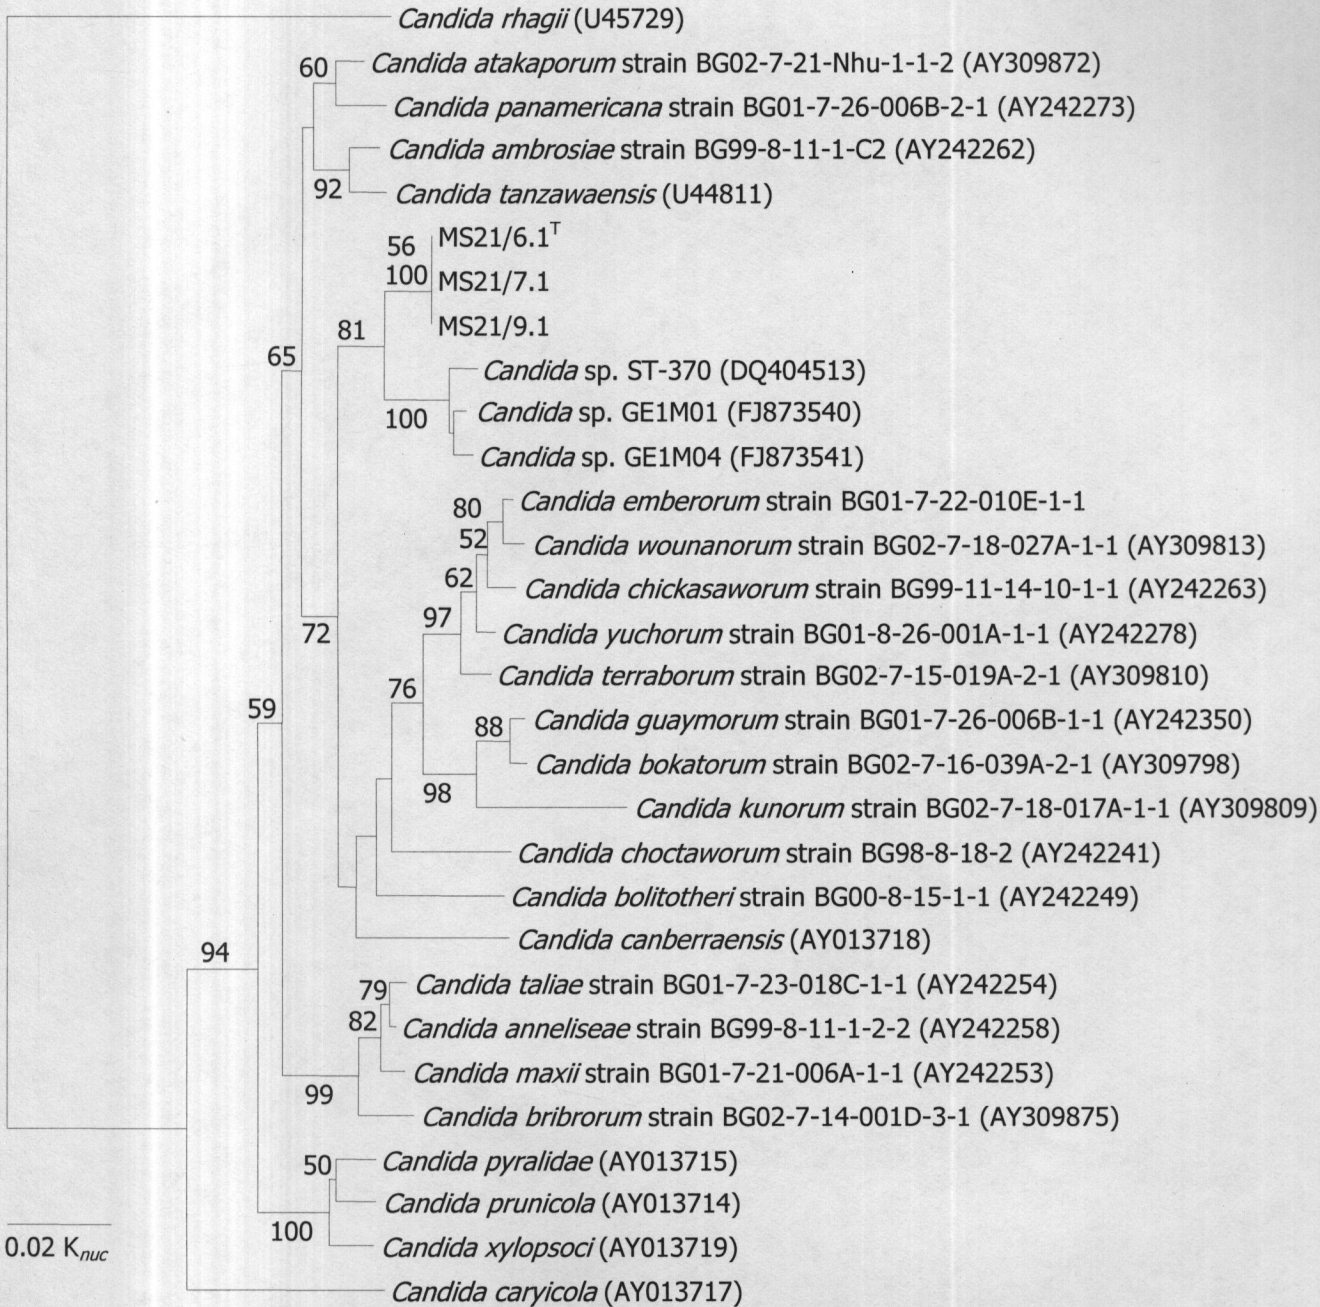 Candida rhagii (U45729)
60
Candida atakaporum strain BG02-7-21-Nhu-1-1-2 (AY309872)
Candida panamericana strain BG01-7-26-006B-2-1 (AY242273)
Candida ambrosiae strain BG99-8-11-1-C2 (AY242262)
92
Candida tanzawaensis (U44811)
56
MS21/6.1T
100
MS21/7.1
MS21/9.1
81
65
Candida sp. ST-370 (DQ404513)
100
Candida sp. GE1M01 (FJ873540)
Candida sp. GE1M04 (FJ873541)
80
Candida emberorum strain BG01-7-22-010E-1-1
52
Candida wounanorum strain BG02-7-18-027A-1-1 (AY309813)
62
Candida chickasaworum strain BG99-11-14-10-1-1 (AY242263)
97
72
Candida yuchorum strain BG01-8-26-001A-1-1 (AY242278)
76
Candida terraborum strain BG02-7-15-019A-2-1 (AY309810)
59
88
Candida guaymorum strain BG01-7-26-006B-1-1 (AY242350)
Candida bokatorum strain BG02-7-16-039A-2-1 (AY309798)
98
Candida kunorum strain BG02-7-18-017A-1-1 (AY309809)
Candida choctaworum strain BG98-8-18-2 (AY242241)
Candida bolitotheri strain BG00-8-15-1-1 (AY242249)
Candida canberraensis (AY013718)
94
79
Candida taliae strain BG01-7-23-018C-1-1 (AY242254)
82
Candida anneliseae strain BG99-8-11-1-2-2 (AY242258)
Candida maxii strain BG01-7-21-006A-1-1 (AY242253)
99
Candida bribrorum strain BG02-7-14-001D-3-1 (AY309875)
50
Candida pyralidae (AY013715)
Candida prunicola (AY013714)
100
Candida xylopsoci (AY013719)
0.02 Knuc
Candida caryicola (AY013717)